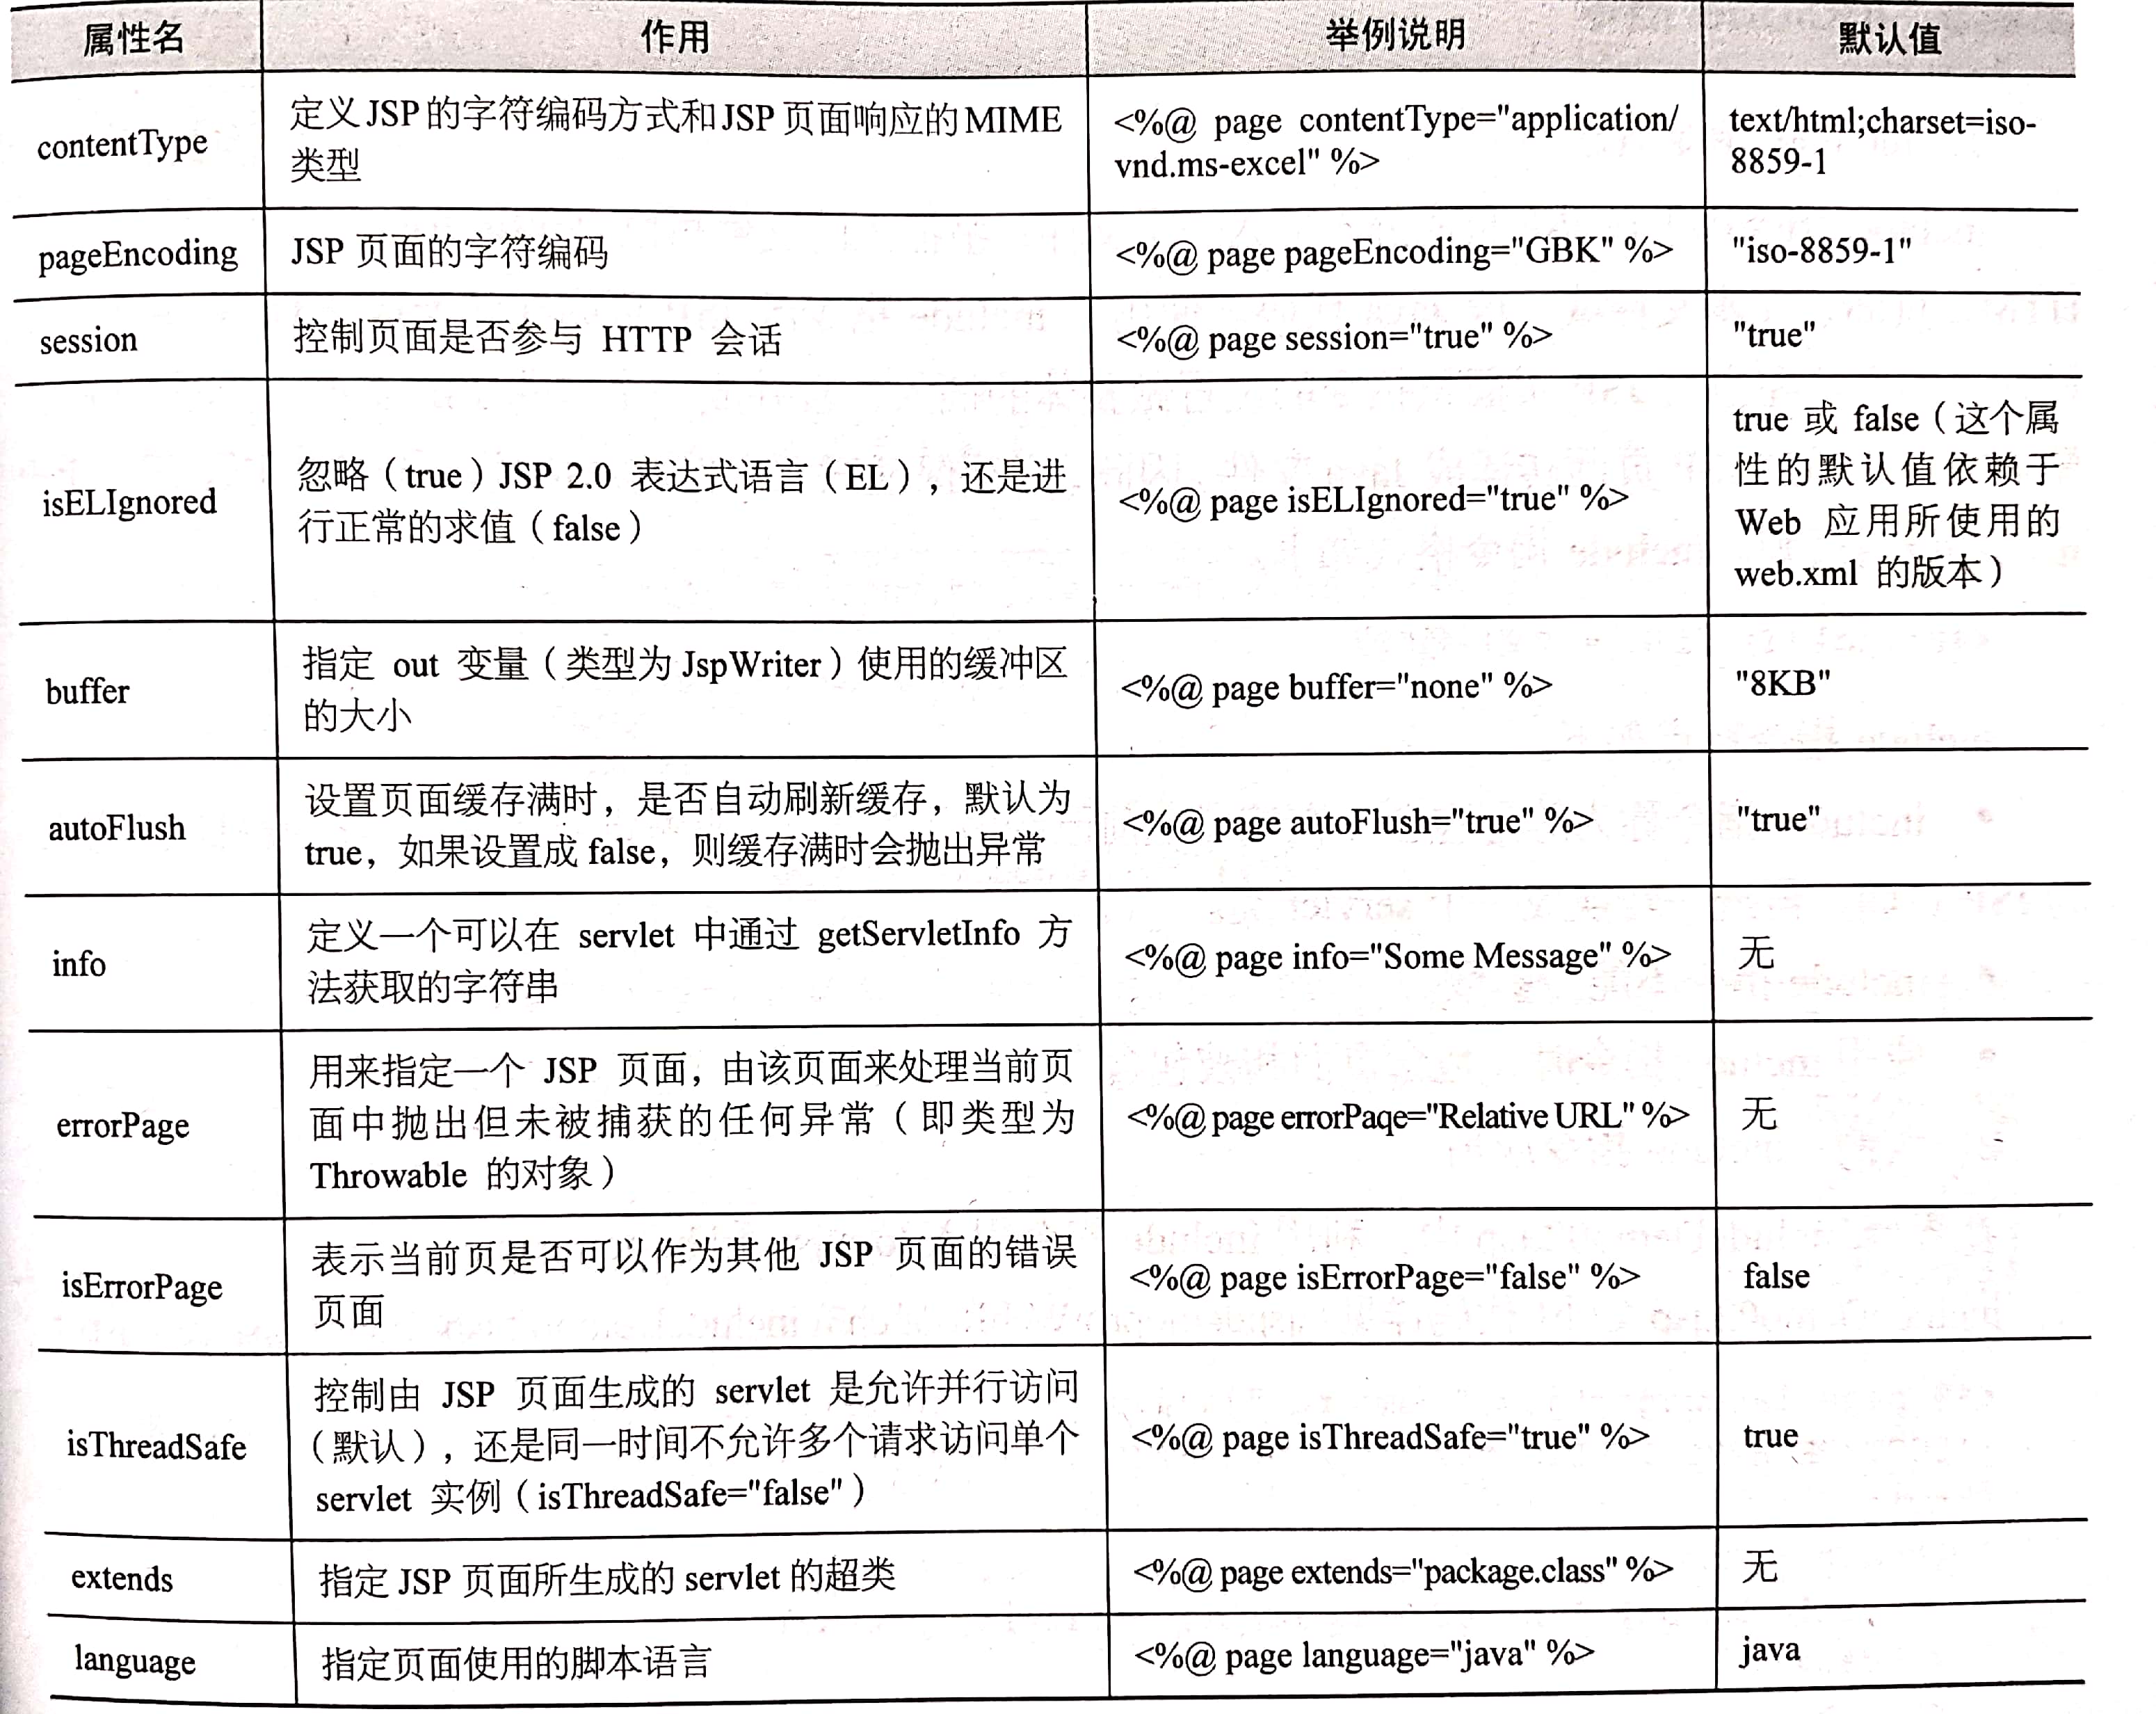 属性名 作用 举例说明 默认值
contentType
定义JSP的字符编码方式和JSP页面响应的MIME
类型
<%@ page contentType="application/
vnd.ms-excel" %>
text/html;charset=iso-
8859-1
pageEncoding
JSP 页面的字符编码
<%@ page pageEncoding="GBK" %>
"iso-8859-1"
session
控制页面是否参与 HTTP 会话
<%@ page session="true" %>
"true"
isELIgnored
忽略（true）JSP 2.0 表达式语言（EL），还是进
行正常的求值（false）
<%@ page isELIgnored="true" %>
true 或 false（这个属
性的默认值依赖于
Web 应用所使用的
web.xml 的版本）
buffer
指定 out 变量（类型为 JspWriter）使用的缓冲区
的大小
<%@ page buffer="none" %>
"8KB"
autoFlush
设置页面缓存满时，是否自动刷新缓存，默认为
true，如果设置成 false，则缓存满时会抛出异常
<%@ page autoFlush="true" %>
"true"
info
定义一个可以在 servlet 中通过 getServletInfo 方
法获取的字符串
<%@ page info="Some Message" %>
无
errorPage
用来指定一个 JSP 页面，由该页面来处理当前页
面中抛出但未被捕获的任何异常（即类型为
Throwable 的对象）
<%@ page errorPaqe="Relative URL" %>
无
isErrorPage
表示当前页是否可以作为其他 JSP 页面的错误
页面
<%@ page isErrorPage="false" %>
false
isThreadSafe
控制由 JSP 页面生成的 servlet 是允许并行访问
（默认），还是同一时间不允许多个请求访问单个
servlet 实例（isThreadSafe="false"）
<%@ page isThreadSafe="true" %>
true
extends
指定 JSP 页面所生成的 servlet 的超类
<%@ page extends="package.class" %>
无
language
指定页面使用的脚本语言
<%@ page language="java" %>
java